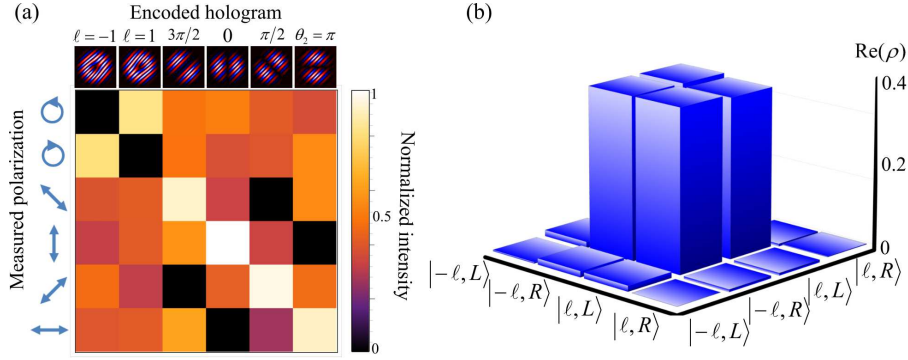 (a)
Encoded hologram
ℓ = −1 ℓ = 1 3π/2 0 π/2 θ₂ = π
Measured polarization
1
0.5
0
Normalized intensity
(b)
Re(ρ)
0.4
0.2
0
|−ℓ, L⟩
|−ℓ, R⟩
|ℓ, L⟩
|ℓ, R⟩
|−ℓ, L⟩
|−ℓ, R⟩
|ℓ, L⟩
|ℓ, R⟩